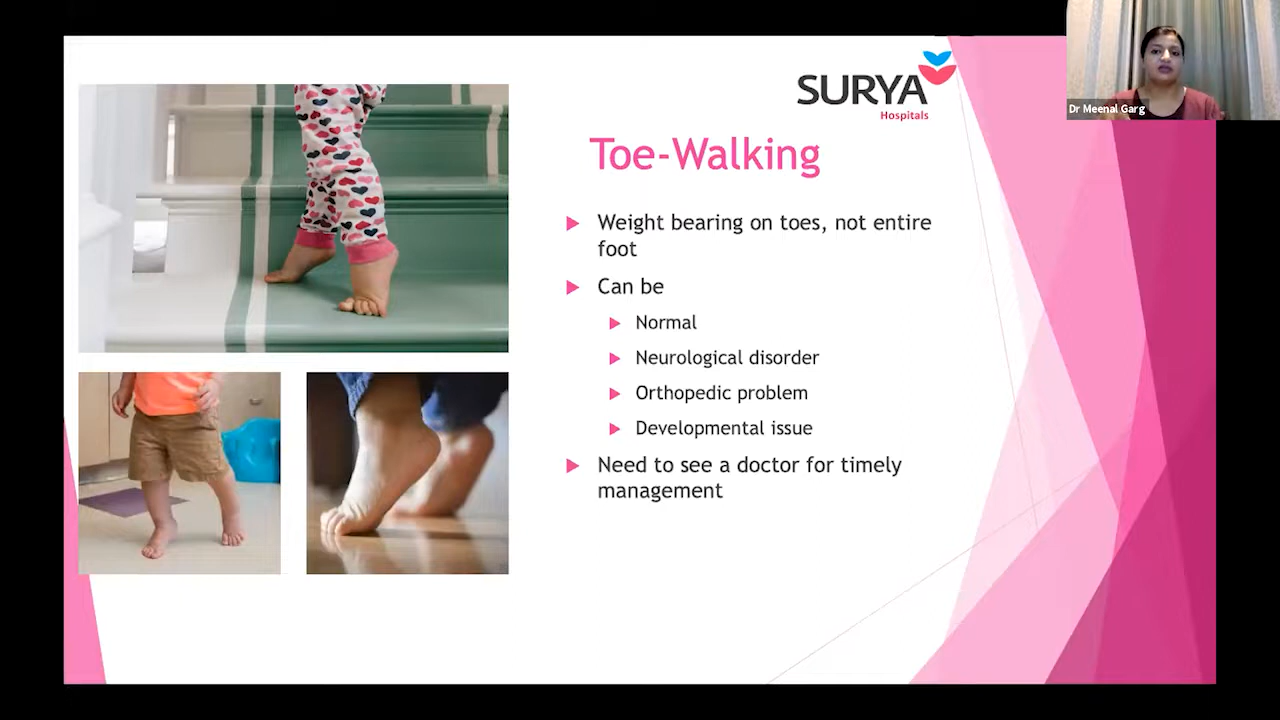 SURYA
Hospitals
Dr Meenal Garg
Toe-Walking
Weight bearing on toes, not entire
foot
Can be
Normal
Neurological disorder
Orthopedic problem
Developmental issue
Need to see a doctor for timely
management